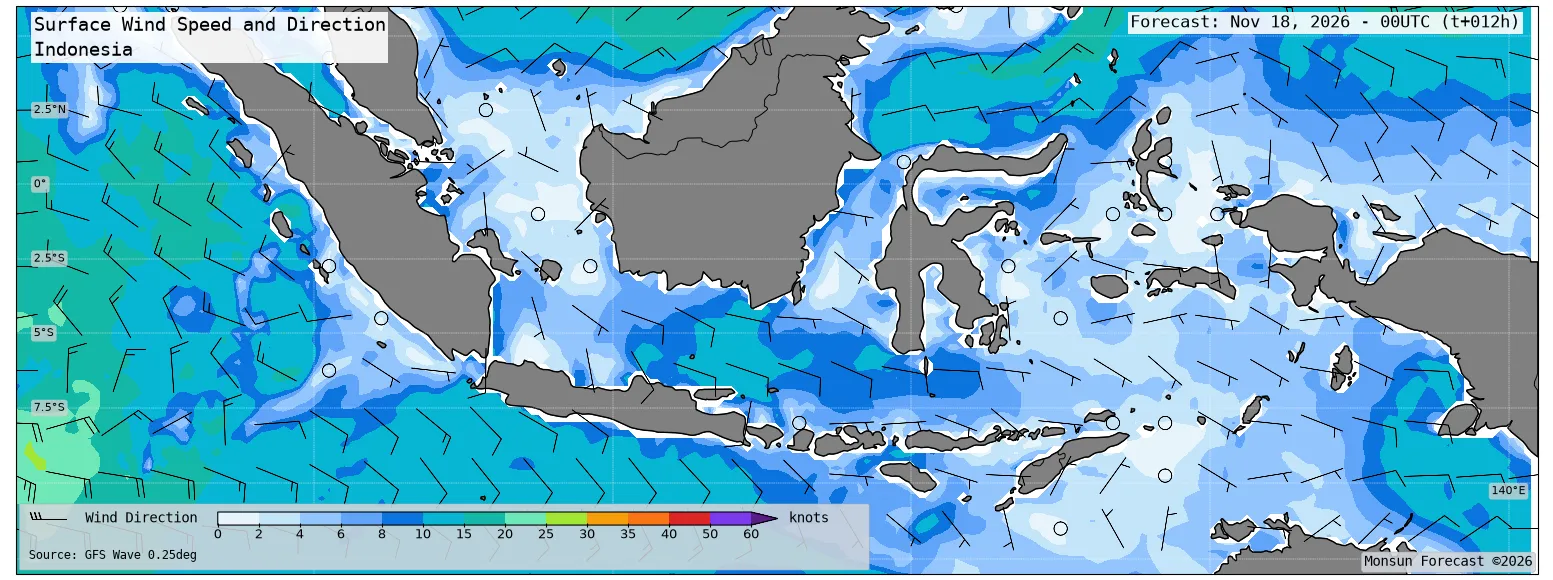 Surface Wind Speed and Direction
Indonesia
Forecast: Nov 18, 2026 - 00UTC (t+012h)
2.5°N
0°
2.5°S
5°S
7.5°S
140°E
Wind Direction
knots
0 2 4 6 8 10 15 20 25 30 35 40 50 60
Source: GFS Wave 0.25deg
Monsun Forecast ©2026